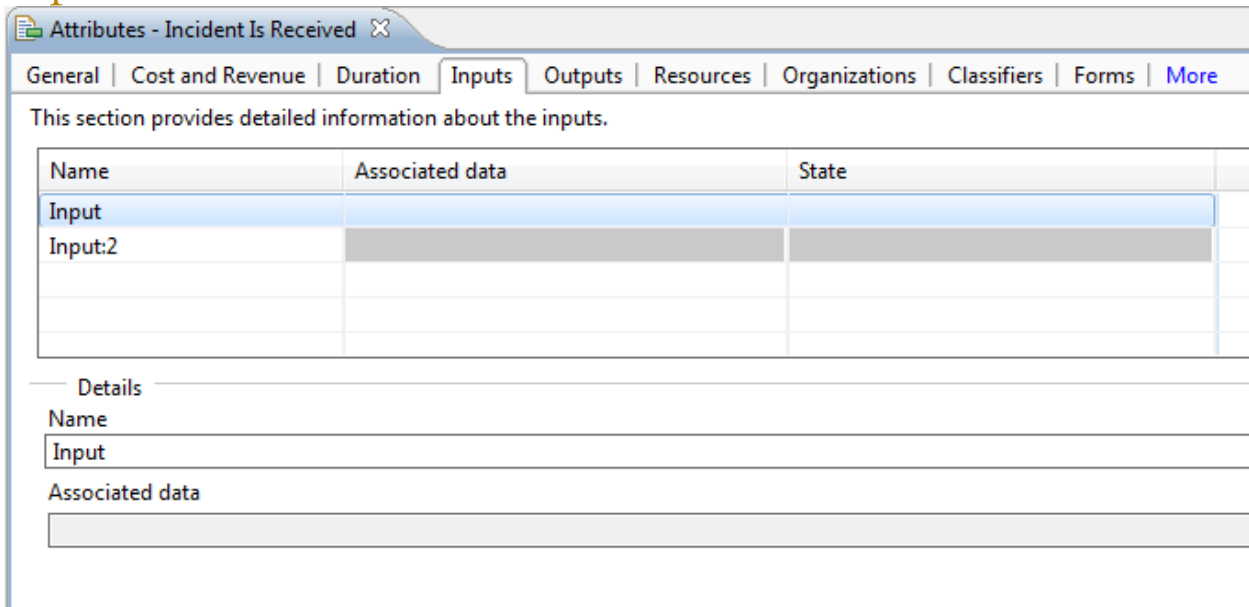 Attributes - Incident Is Received
General | Cost and Revenue | Duration | Inputs | Outputs | Resources | Organizations | Classifiers | Forms | More
This section provides detailed information about the inputs.
Name Associated data State
Input
Input:2
Details
Name
Input
Associated data